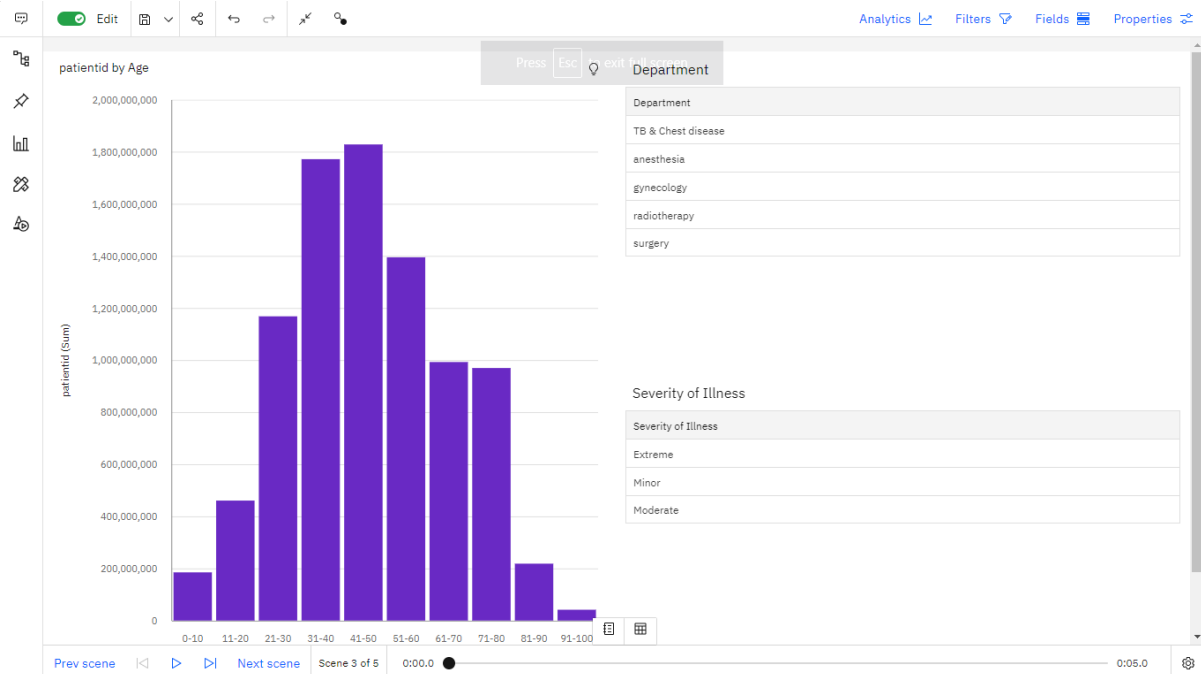 Edit
Analytics
Filters
Fields
Properties
Press Esc to exit full screen
patientid by Age
2,000,000,000
1,800,000,000
1,600,000,000
1,400,000,000
1,200,000,000
1,000,000,000
800,000,000
600,000,000
400,000,000
200,000,000
0
patientid (Sum)
0-10 11-20 21-30 31-40 41-50 51-60 61-70 71-80 81-90 91-100
Department
Department
TB & Chest disease
anesthesia
gynecology
radiotherapy
surgery
Severity of Illness
Severity of Illness
Extreme
Minor
Moderate
Prev scene
Next scene
Scene 3 of 5
0:00.0
0:05.0